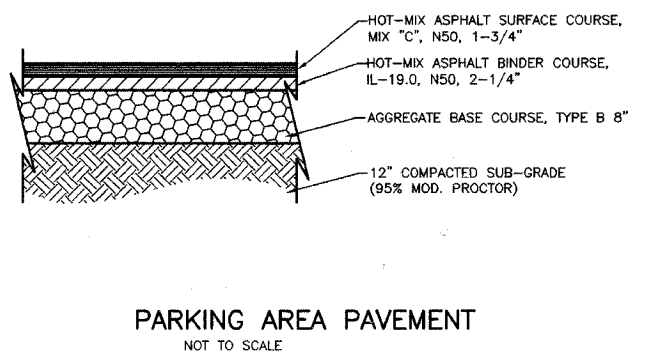 HOT-MIX ASPHALT SURFACE COURSE,
MIX "C", N50, 1-3/4"
HOT-MIX ASPHALT BINDER COURSE,
IL-19.0, N50, 2-1/4"
AGGREGATE BASE COURSE, TYPE B 8"
12" COMPACTED SUB-GRADE
(95% MOD. PROCTOR)
PARKING AREA PAVEMENT
NOT TO SCALE